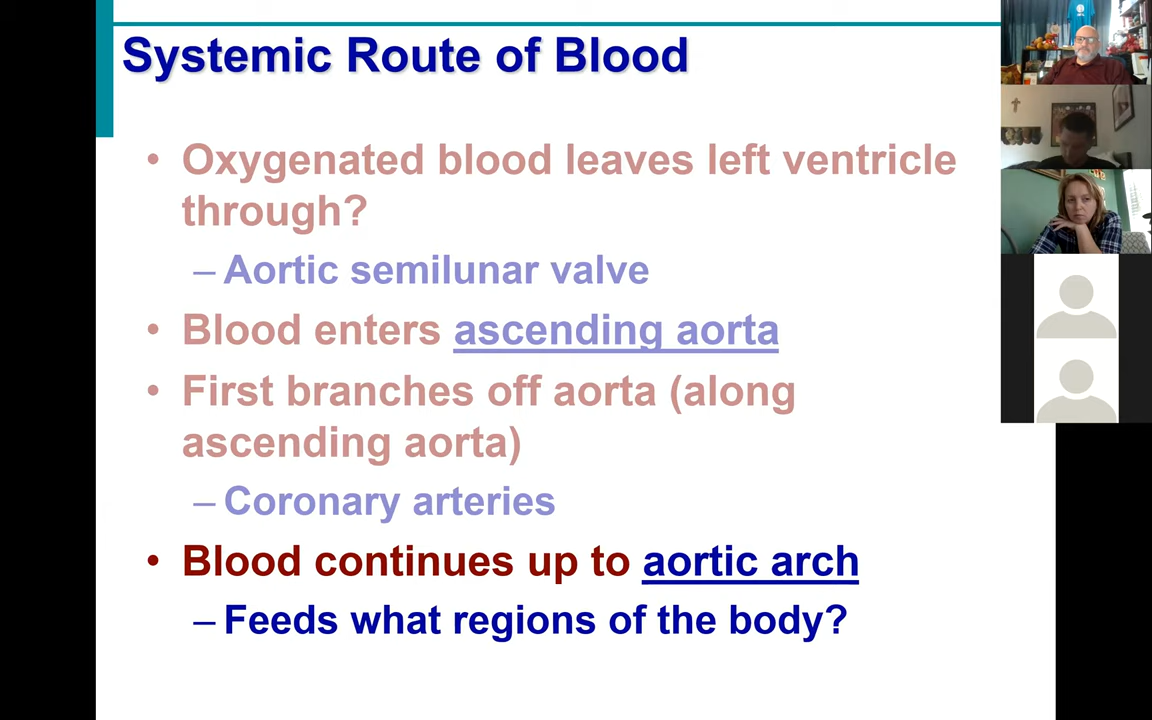 Systemic Route of Blood
• Oxygenated blood leaves left ventricle
through?
– Aortic semilunar valve
• Blood enters ascending aorta
• First branches off aorta (along
ascending aorta)
– Coronary arteries
• Blood continues up to aortic arch
– Feeds what regions of the body?